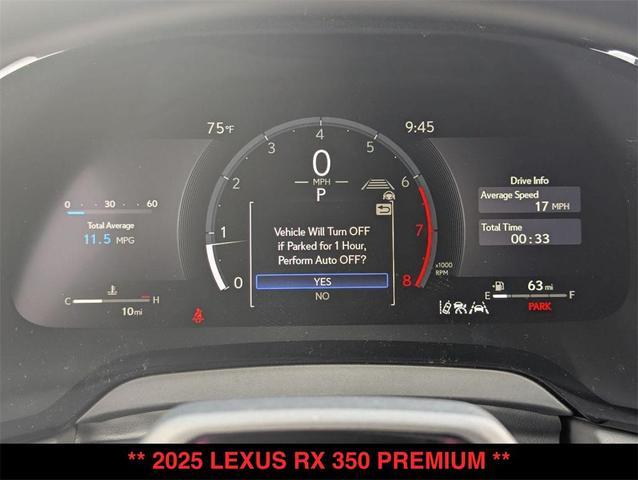 75°F
9:45
4
3
5
2
6
1
7
0
8
0
MPH
P
x1000
RPM
0 30 60
Total Average
11.5 MPG
C H
10 mi
Vehicle Will Turn OFF
if Parked for 1 Hour,
Perform Auto OFF?
YES
NO
Drive Info
Average Speed
17 MPH
Total Time
00:33
63 mi
E F
PARK
** 2025 LEXUS RX 350 PREMIUM **